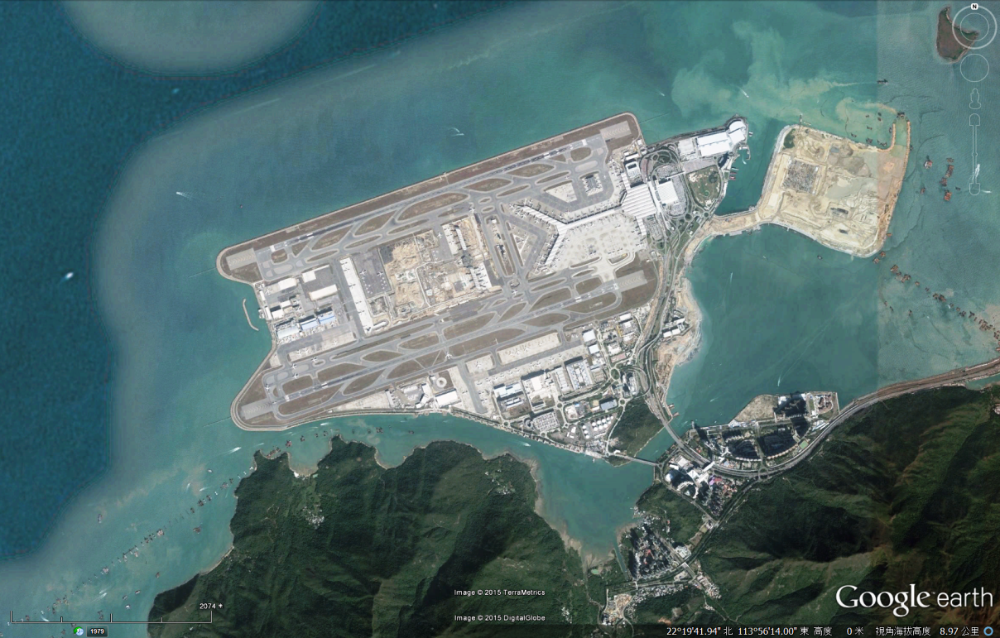 N
2074 米
Image © 2015 TerraMetrics
Image © 2015 DigitalGlobe
Google earth
1979
22°19'41.94" 北 113°56'14.00" 東 高度 0 米 視角海拔高度 8.97 公里